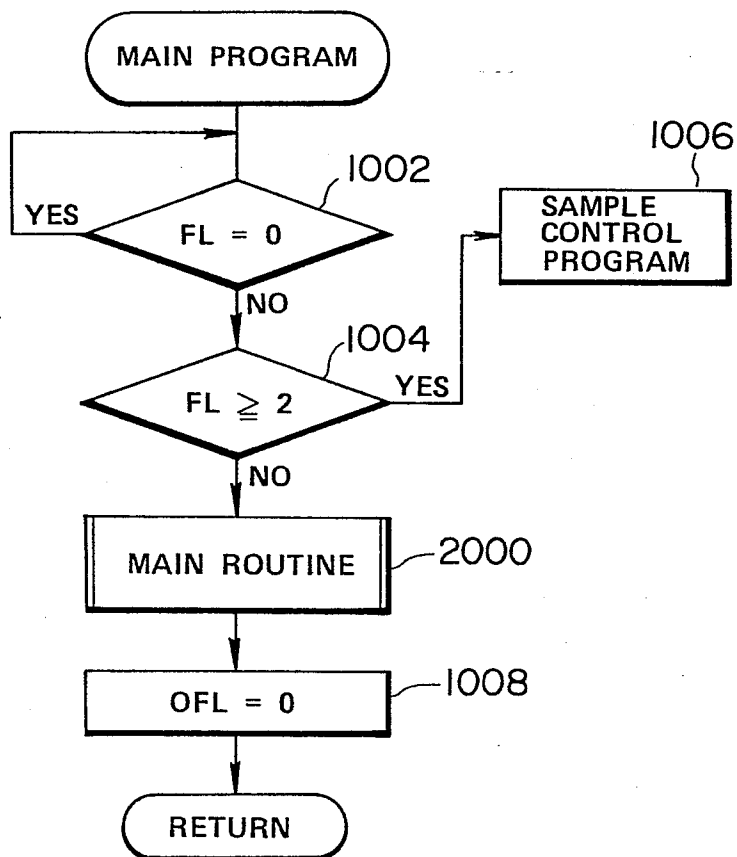 MAIN PROGRAM
1002
YES
FL = 0
NO
1004
FL ≧ 2
YES
1006
SAMPLE
CONTROL
PROGRAM
NO
MAIN ROUTINE
2000
OFL = 0
1008
RETURN